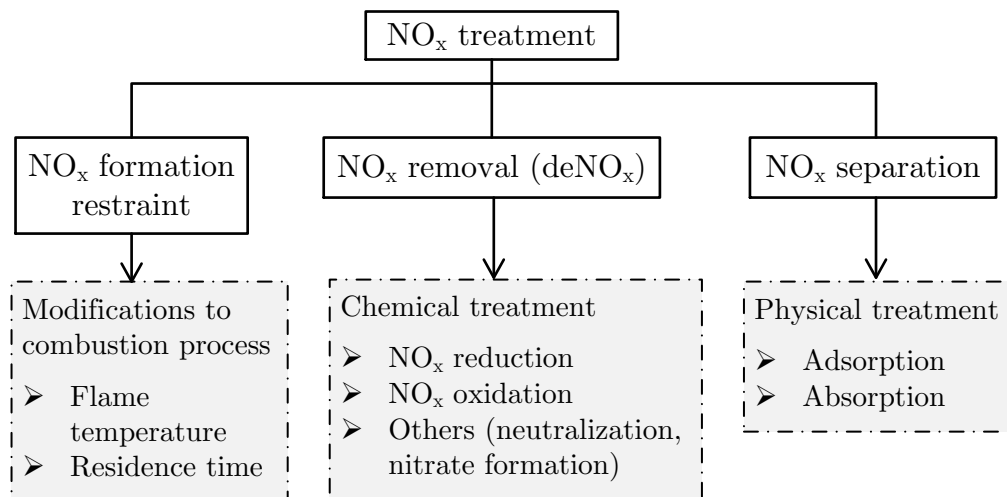 NOₓ treatment
NOₓ formation
restraint
NOₓ removal (deNOₓ)
NOₓ separation
Modifications to
combustion process
➢ Flame
temperature
➢ Residence time
Chemical treatment
➢ NOₓ reduction
➢ NOₓ oxidation
➢ Others (neutralization,
nitrate formation)
Physical treatment
➢ Adsorption
➢ Absorption